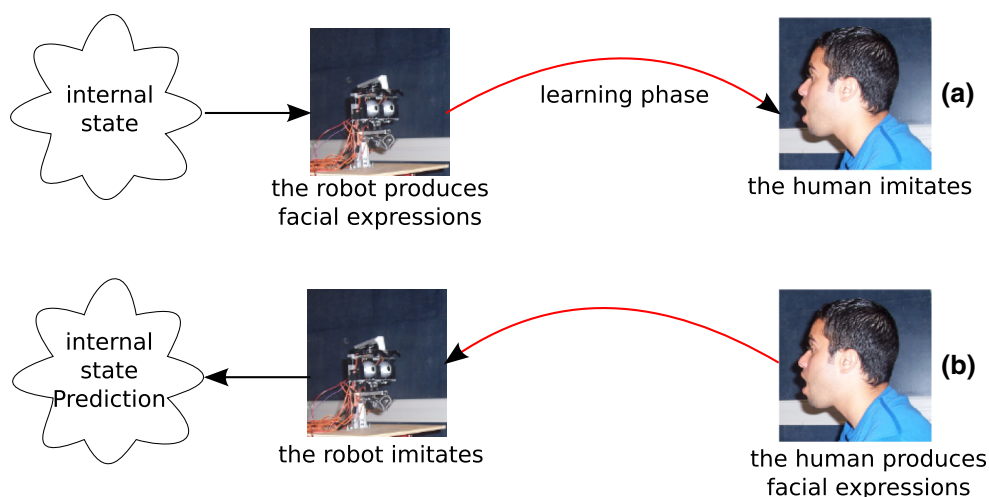 internal
state
learning phase
(a)
the robot produces
facial expressions
the human imitates
internal
state
Prediction
(b)
the robot imitates
the human produces
facial expressions